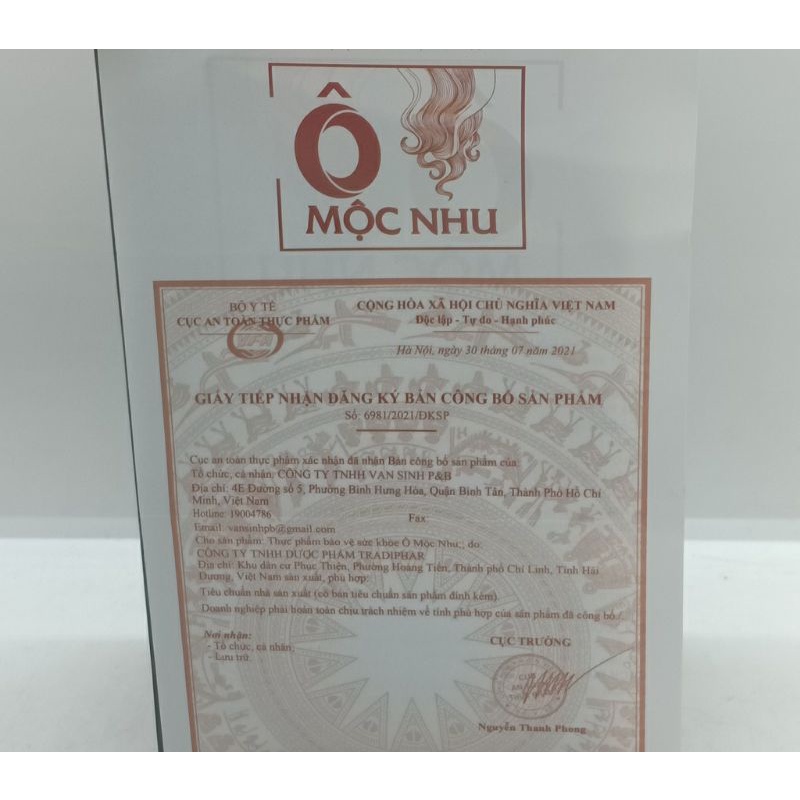 Ô
MỘC NHU
BỘ Y TẾ
CỤC AN TOÀN THỰC PHẨM
CỘNG HÒA XÃ HỘI CHỦ NGHĨA VIỆT NAM
Độc lập - Tự do - Hạnh phúc
Hà Nội, ngày 30 tháng 07 năm 2021
GIẤY TIẾP NHẬN ĐĂNG KÝ BẢN CÔNG BỐ SẢN PHẨM
Số: 6981/2021/ĐKSP
Cục an toàn thực phẩm xác nhận đã nhận Bản công bố sản phẩm của:
Tổ chức, cá nhân: CÔNG TY TNHH VAN SINH P&B
Địa chỉ: 4E Đường số 5, Phường Bình Hưng Hòa, Quận Bình Tân, Thành Phố Hồ Chí
Minh, Việt Nam
Hotline: 19004786 Fax:
Email: vansinhpb@gmail.com
Cho sản phẩm: Thực phẩm bảo vệ sức khỏe Ô Mộc Nhu:; do:
CÔNG TY TNHH DƯỢC PHẨM TRADIPHAR
Địa chỉ: Khu dân cư Phục Thiện, Phường Hoàng Tiến, Thành phố Chí Linh, Tỉnh Hải
Dương, Việt Nam sản xuất, phù hợp:
Tiêu chuẩn nhà sản xuất (có bản tiêu chuẩn sản phẩm đính kèm)
Doanh nghiệp phải hoàn toàn chịu trách nhiệm về tính phù hợp của sản phẩm đã công bố./.
Nơi nhận:
- Tổ chức, cá nhân;
- Lưu trữ.
CỤC TRƯỞNG
Nguyễn Thanh Phong